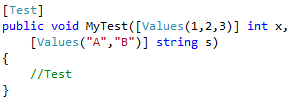 [Test]
public void MyTest([Values(1,2,3)] int x,
[Values("A","B")] string s)
{
//Test
}